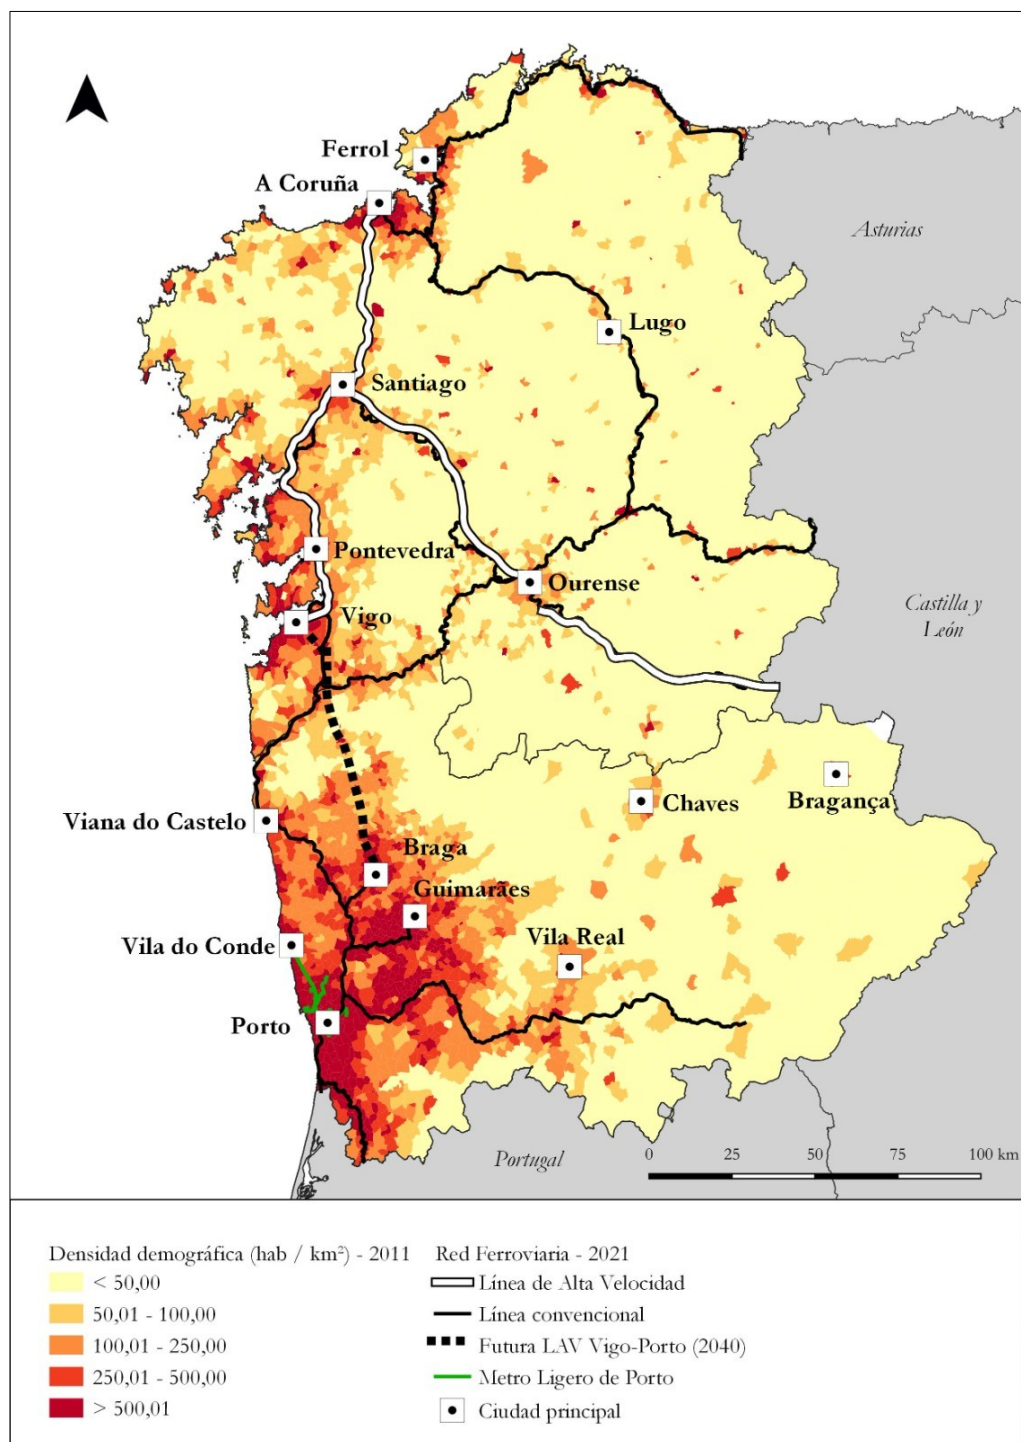 Ferrol
A Coruña
Asturias
Lugo
Santiago
Pontevedra
Ourense
Vigo
Castilla y
León
Chaves
Bragança
Viana do Castelo
Braga
Guimarães
Vila do Conde
Vila Real
Porto
Portugal
0 25 50 75 100 km
Densidad demográfica (hab / km²) - 2011
< 50,00
50,01 - 100,00
100,01 - 250,00
250,01 - 500,00
> 500,01
Red Ferroviaria - 2021
Línea de Alta Velocidad
Línea convencional
Futura LAV Vigo-Porto (2040)
Metro Ligero de Porto
Ciudad principal